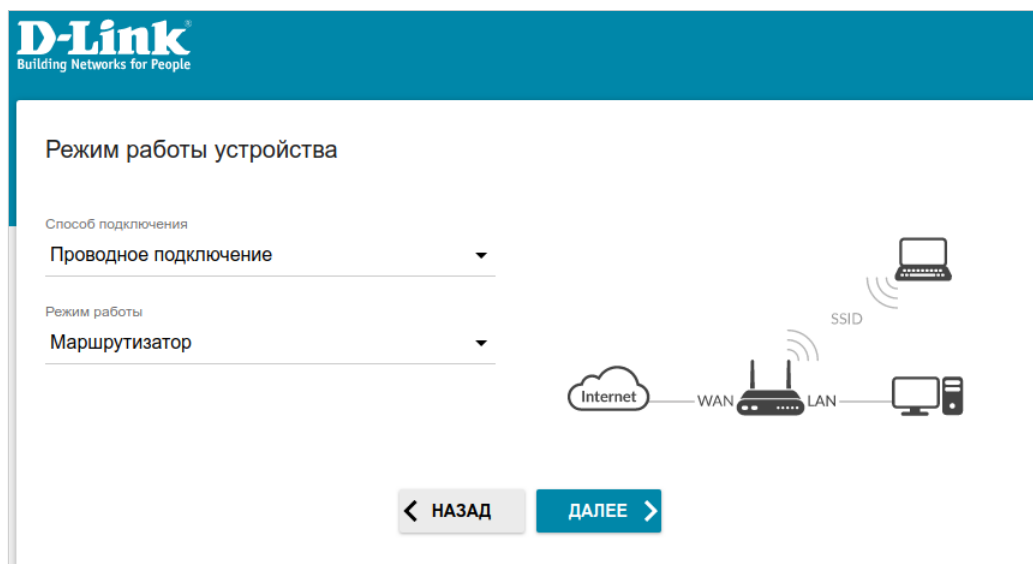 D-Link®
Building Networks for People
Режим работы устройства
Способ подключения
Проводное подключение
Режим работы
Маршрутизатор
SSID
Internet
WAN
LAN
НАЗАД
ДАЛЕЕ